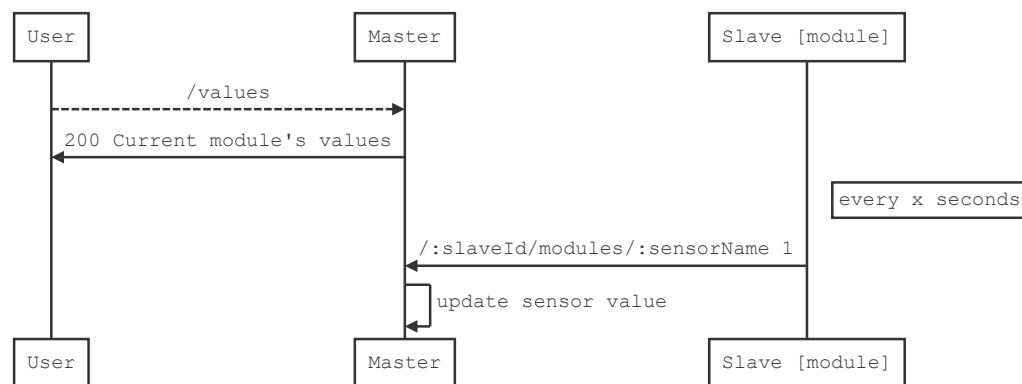 User
Master
Slave [module]
/values
200 Current module's values
every x seconds
/:slaveId/modules/:sensorName 1
update sensor value
User
Master
Slave [module]